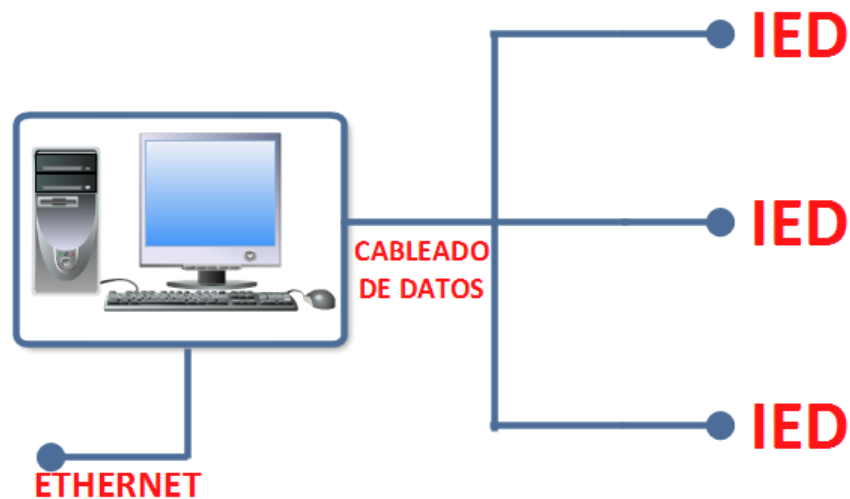 IED
IED
CABLEADO
DE DATOS
IED
ETHERNET